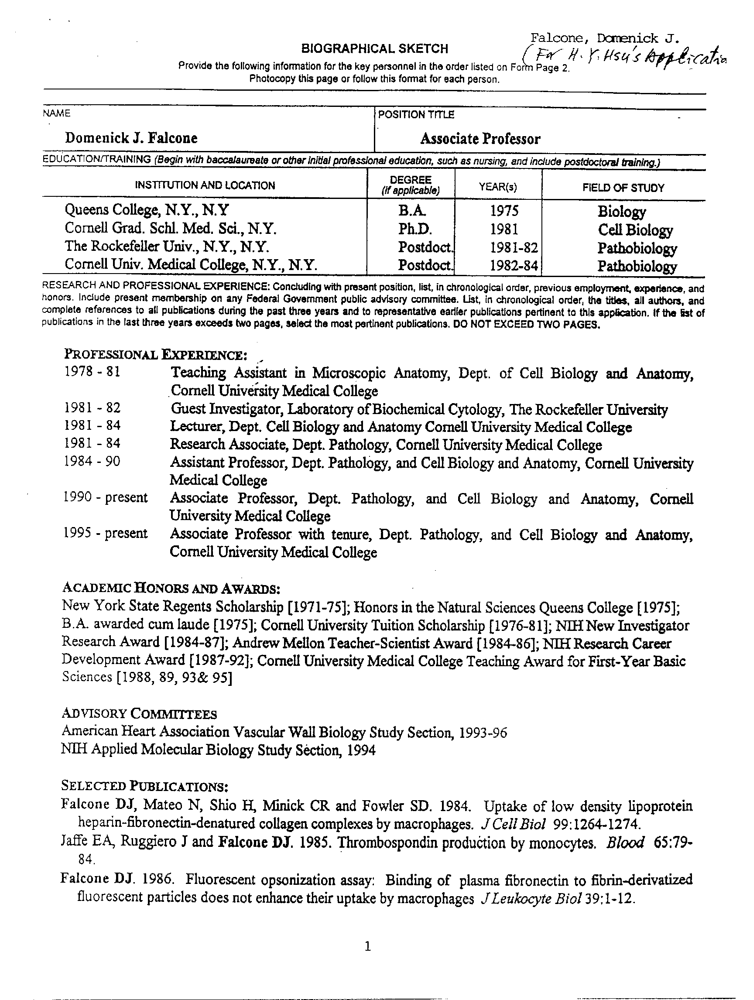 Falcone, Domenick J.
(For H. Y. Hsu's Application
BIOGRAPHICAL SKETCH
Provide the following information for the key personnel in the order listed on Form Page 2.
Photocopy this page or follow this format for each person.
NAME
POSITION TITLE
Domenick J. Falcone
Associate Professor
EDUCATION/TRAINING (Begin with baccalaureate or other initial professional education, such as nursing, and include postdoctoral training.)
INSTITUTION AND LOCATION DEGREE (if applicable) YEAR(s) FIELD OF STUDY
Queens College, N.Y., N.Y B.A. 1975 Biology
Cornell Grad. Schl. Med. Sci., N.Y. Ph.D. 1981 Cell Biology
The Rockefeller Univ., N.Y., N.Y. Postdoct. 1981-82 Pathobiology
Cornell Univ. Medical College, N.Y., N.Y. Postdoct. 1982-84 Pathobiology
RESEARCH AND PROFESSIONAL EXPERIENCE: Concluding with present position, list, in chronological order, previous employment, experience, and
honors. Include present membership on any Federal Government public advisory committee. List, in chronological order, the titles, all authors, and
complete references to all publications during the past three years and to representative earlier publications pertinent to this application. If the list of
publications in the last three years exceeds two pages, select the most pertinent publications. DO NOT EXCEED TWO PAGES.
PROFESSIONAL EXPERIENCE:
1978 - 81 Teaching Assistant in Microscopic Anatomy, Dept. of Cell Biology and Anatomy,
Cornell University Medical College
1981 - 82 Guest Investigator, Laboratory of Biochemical Cytology, The Rockefeller University
1981 - 84 Lecturer, Dept. Cell Biology and Anatomy Cornell University Medical College
1981 - 84 Research Associate, Dept. Pathology, Cornell University Medical College
1984 - 90 Assistant Professor, Dept. Pathology, and Cell Biology and Anatomy, Cornell University
Medical College
1990 - present Associate Professor, Dept. Pathology, and Cell Biology and Anatomy, Cornell
University Medical College
1995 - present Associate Professor with tenure, Dept. Pathology, and Cell Biology and Anatomy,
Cornell University Medical College
ACADEMIC HONORS AND AWARDS:
New York State Regents Scholarship [1971-75]; Honors in the Natural Sciences Queens College [1975];
B.A. awarded cum laude [1975]; Cornell University Tuition Scholarship [1976-81]; NIH New Investigator
Research Award [1984-87]; Andrew Mellon Teacher-Scientist Award [1984-86]; NIH Research Career
Development Award [1987-92]; Cornell University Medical College Teaching Award for First-Year Basic
Sciences [1988, 89, 93& 95]
ADVISORY COMMITTEES
American Heart Association Vascular Wall Biology Study Section, 1993-96
NIH Applied Molecular Biology Study Section, 1994
SELECTED PUBLICATIONS:
Falcone DJ, Mateo N, Shio H, Minick CR and Fowler SD. 1984. Uptake of low density lipoprotein
heparin-fibronectin-denatured collagen complexes by macrophages. J Cell Biol 99:1264-1274.
Jaffe EA, Ruggiero J and Falcone DJ. 1985. Thrombospondin production by monocytes. Blood 65:79-
84.
Falcone DJ. 1986. Fluorescent opsonization assay: Binding of plasma fibronectin to fibrin-derivatized
fluorescent particles does not enhance their uptake by macrophages J Leukocyte Biol 39:1-12.
1